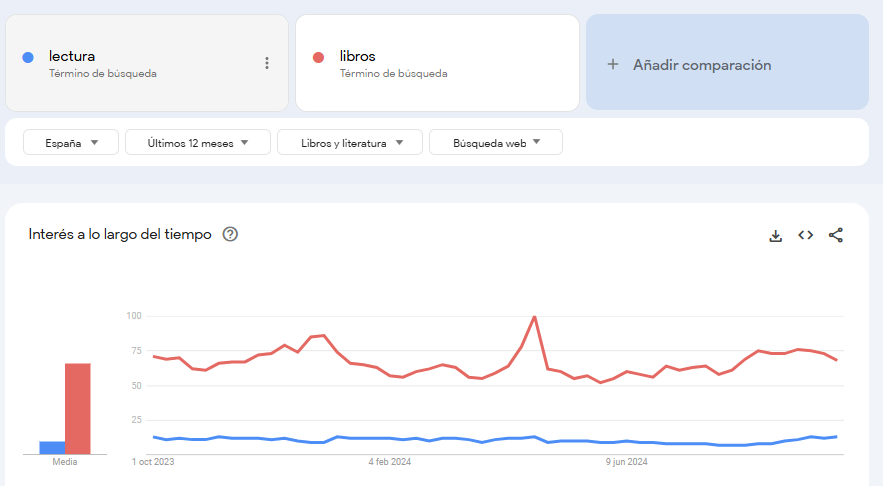 lectura
Término de búsqueda
libros
Término de búsqueda
+ Añadir comparación
España
Últimos 12 meses
Libros y literatura
Búsqueda web
Interés a lo largo del tiempo
100
75
50
25
Media
1 oct 2023
4 feb 2024
9 jun 2024